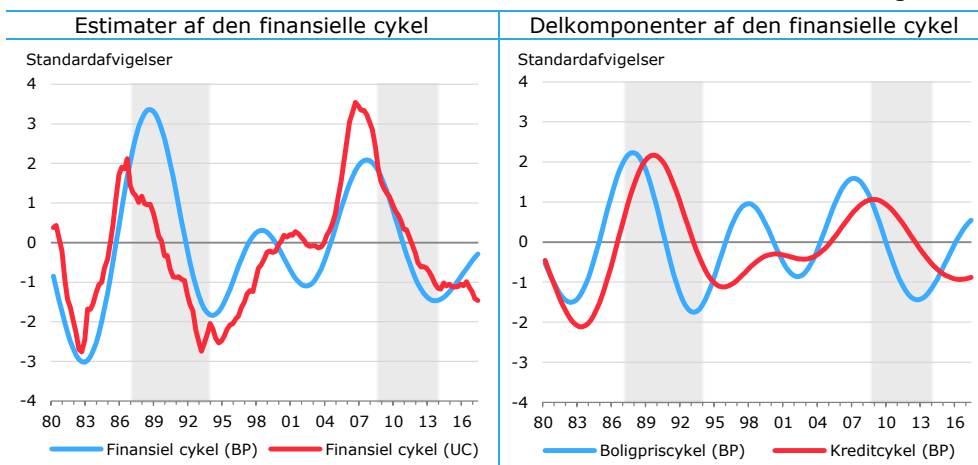 Estimater af den finansielle cykel
Standardafvigelser
4
3
2
1
0
-1
-2
-3
-4
80 83 86 89 92 95 98 01 04 07 10 13 16
Finansiel cykel (BP) Finansiel cykel (UC)
Delkomponenter af den finansielle cykel
Standardafvigelser
4
3
2
1
0
-1
-2
-3
-4
80 83 86 89 92 95 98 01 04 07 10 13 16
Boligpriscykel (BP) Kreditcykel (BP)